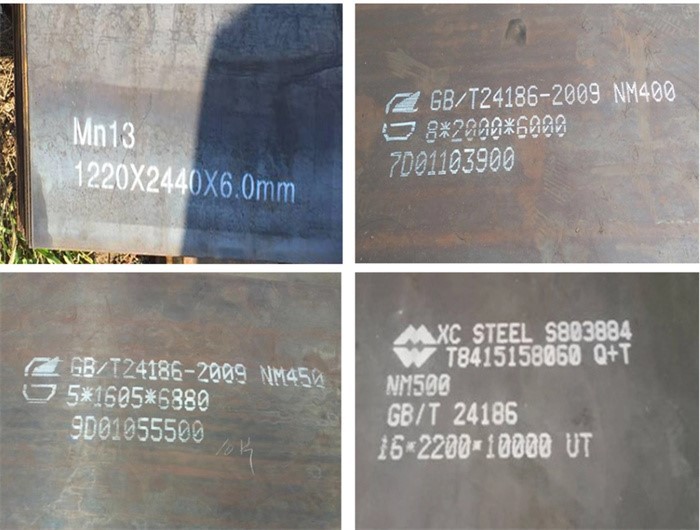 Mn13
1220X2440X6.0mm
GB/T24186-2009 NM400
8*2000*6000
7D01103900
GB/T24186-2009 NM450
5*1605*6880
9D01055500
XC STEEL S803884
T8415158060 Q+T
NM500
GB/T 24186
16*2200*10000 UT